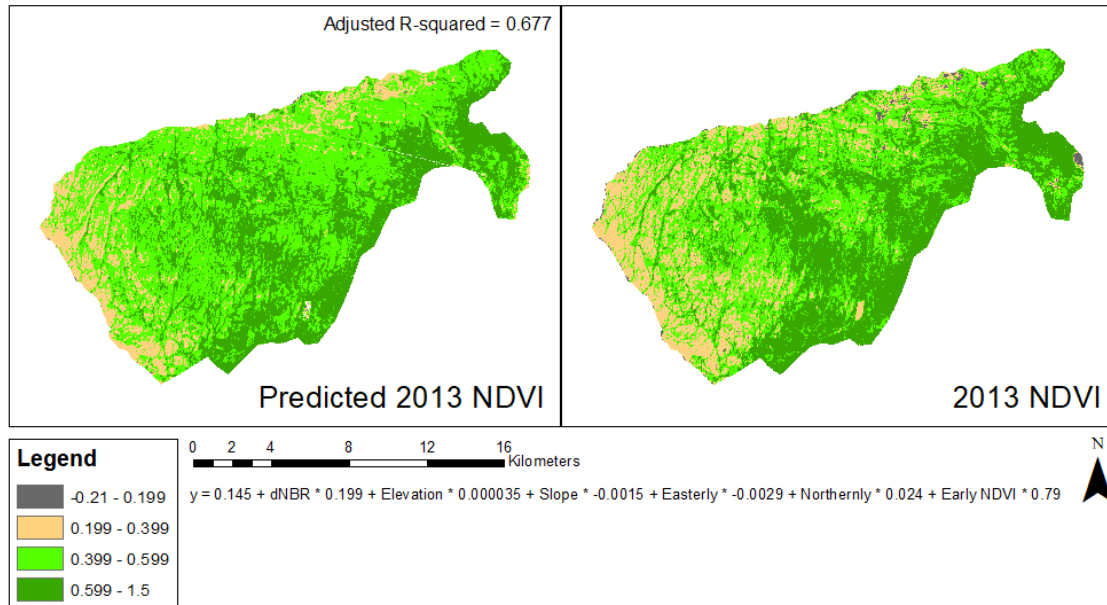 Adjusted R-squared = 0.677
Predicted 2013 NDVI
2013 NDVI
Legend
-0.21 - 0.199
0.199 - 0.399
0.399 - 0.599
0.599 - 1.5
0 2 4 8 12 16
Kilometers
y = 0.145 + dNBR * 0.199 + Elevation * 0.000035 + Slope * -0.0015 + Easterly * -0.0029 + Northernly * 0.024 + Early NDVI * 0.79
N